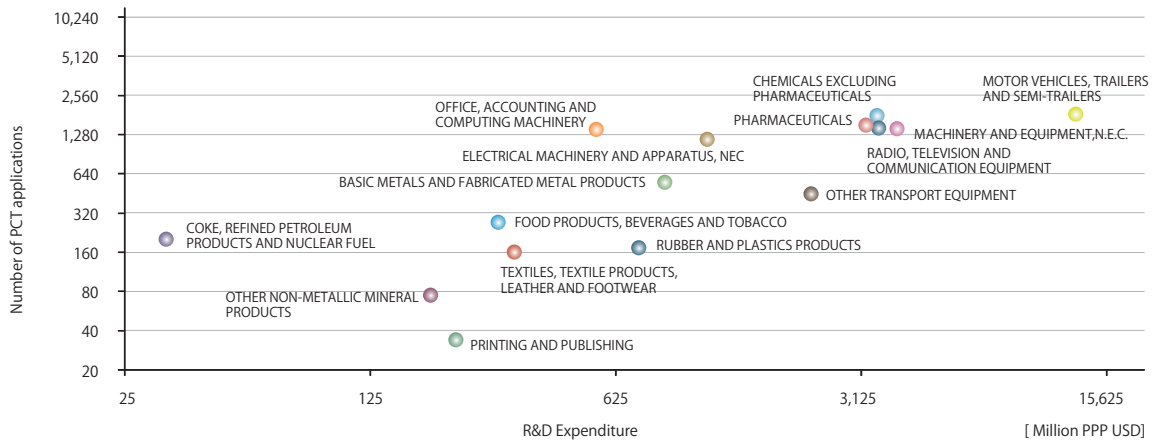 10,240
5,120
2,560
1,280
640
320
160
80
40
20
Number of PCT applications
CHEMICALS EXCLUDING
PHARMACEUTICALS
MOTOR VEHICLES, TRAILERS
AND SEMI-TRAILERS
OFFICE, ACCOUNTING AND
COMPUTING MACHINERY
PHARMACEUTICALS
MACHINERY AND EQUIPMENT,N.E.C.
ELECTRICAL MACHINERY AND APPARATUS, NEC
RADIO, TELEVISION AND
COMMUNICATION EQUIPMENT
BASIC METALS AND FABRICATED METAL PRODUCTS
OTHER TRANSPORT EQUIPMENT
COKE, REFINED PETROLEUM
PRODUCTS AND NUCLEAR FUEL
FOOD PRODUCTS, BEVERAGES AND TOBACCO
RUBBER AND PLASTICS PRODUCTS
TEXTILES, TEXTILE PRODUCTS,
LEATHER AND FOOTWEAR
OTHER NON-METALLIC MINERAL
PRODUCTS
PRINTING AND PUBLISHING
25
125
625
3,125
15,625
R&D Expenditure
[ Million PPP USD]